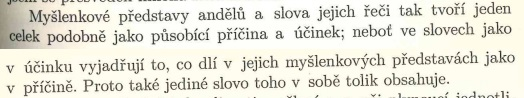 Myšlenkové představy andělů a slova jejich řeči tak tvoří jeden
celek podobně jako působící příčina a účinek; neboť ve slovech jako
v účinku vyjadřují to, co dlí v jejich myšlenkových představách jako
v příčině. Proto také jediné slovo toho v sobě tolik obsahuje.